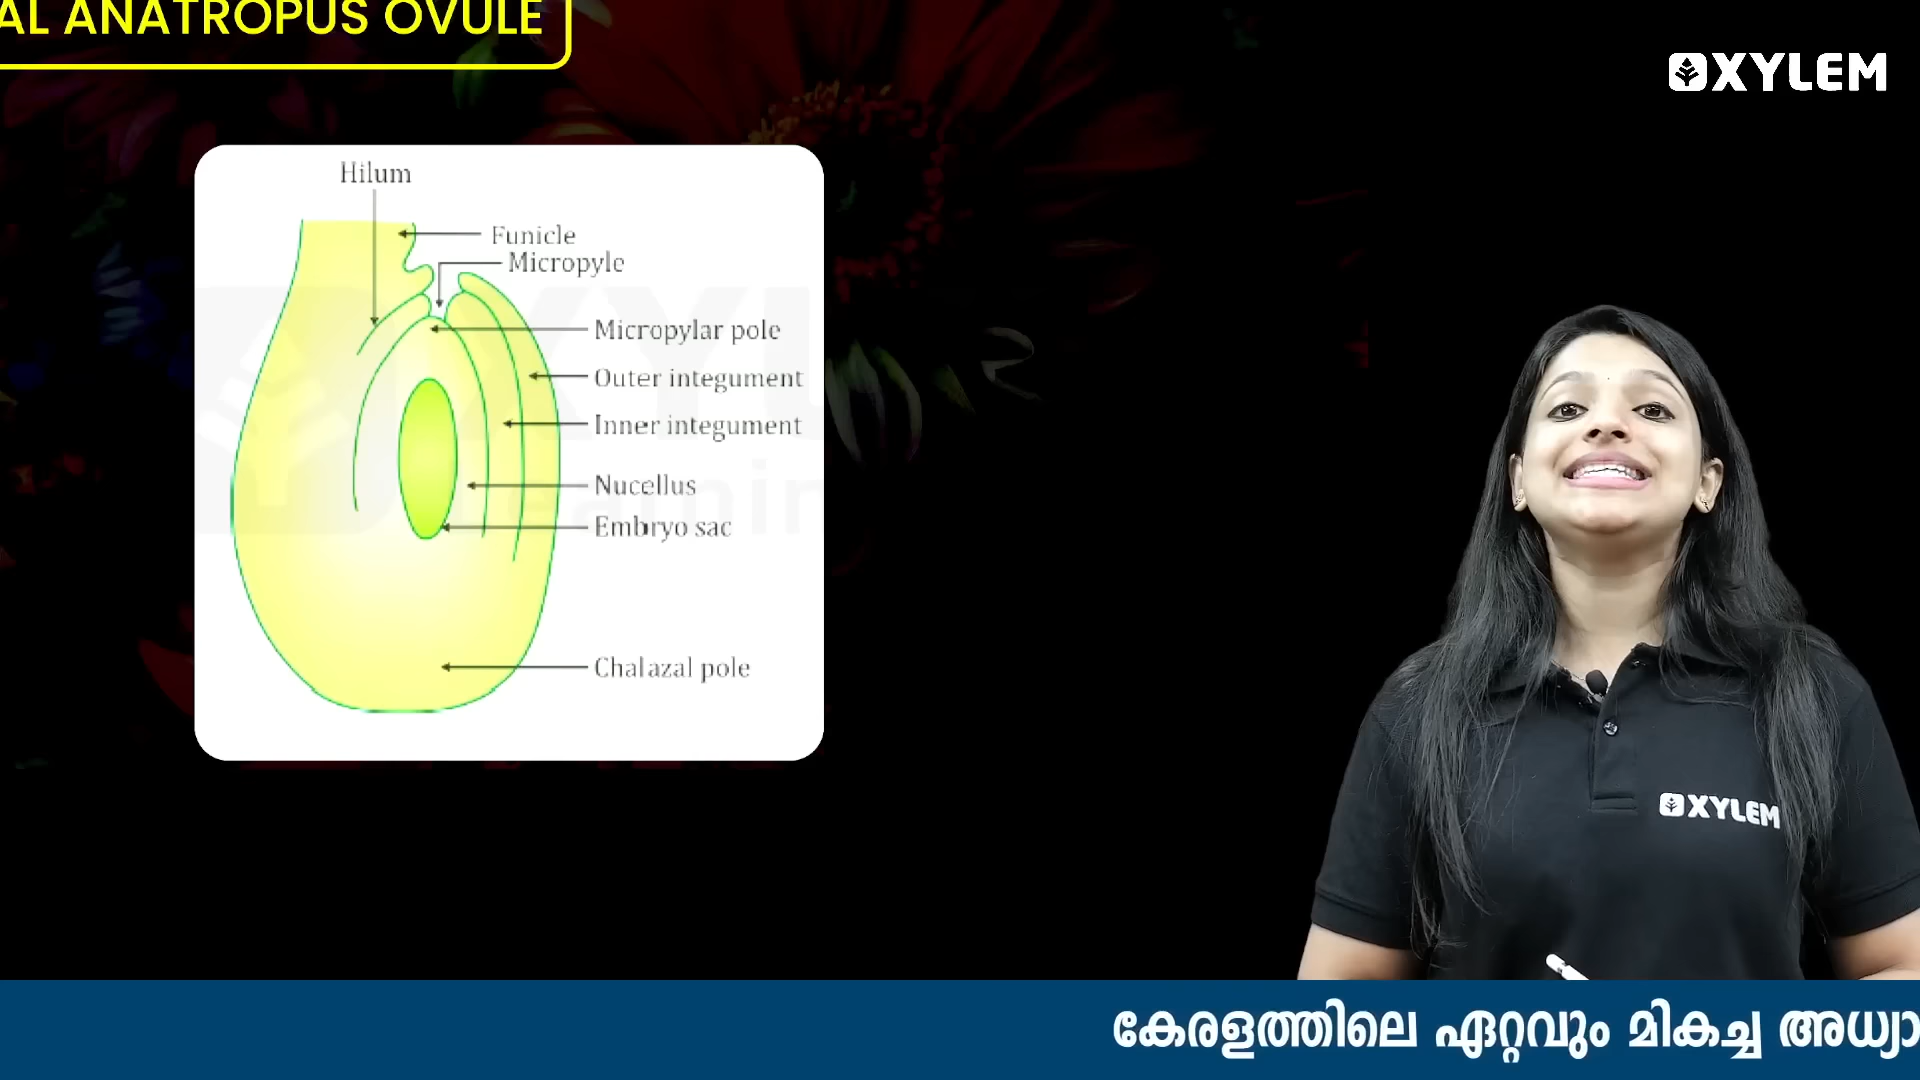 AL ANATROPUS OVULE
XYLEM
Hilum
Funicle
Micropyle
Micropylar pole
Outer integument
Inner integument
Nucellus
Embryo sac
Chalazal pole
XYLEM
കേരളത്തിലെ ഏറ്റവും മികച്ച അധ്യാ